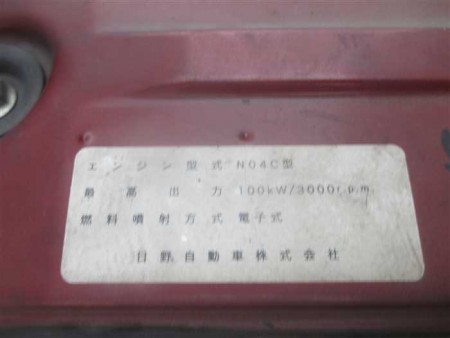 エンジン型式 N04C型
最高出力 100kW/3000r.p.m.
燃料噴射方式 電子式
日野自動車株式会社